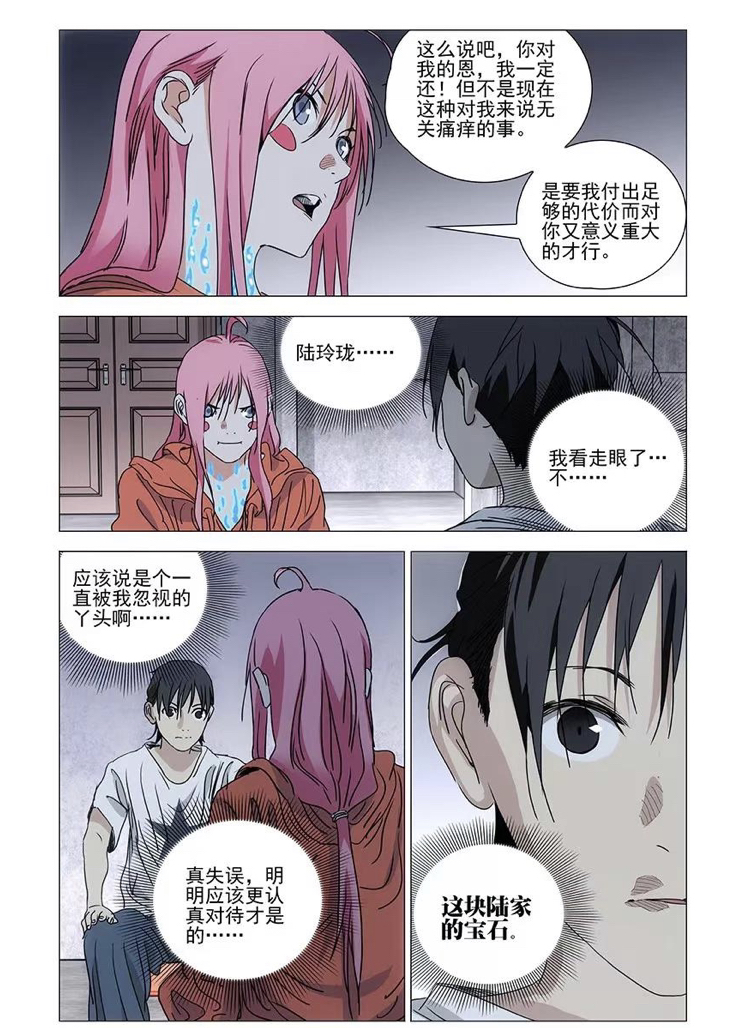 这么说吧，你对
我的恩，我一定
还！但不是现在
这种对我来说无
关痛痒的事。
是要我付出足
够的代价而对
你又意义重大
的才行。
陆玲珑……
我看走眼了…
不……
应该说是个一
直被我忽视的
丫头啊……
真失误，明
明应该更认
真对待才是
的……
这块陆家
的宝石。